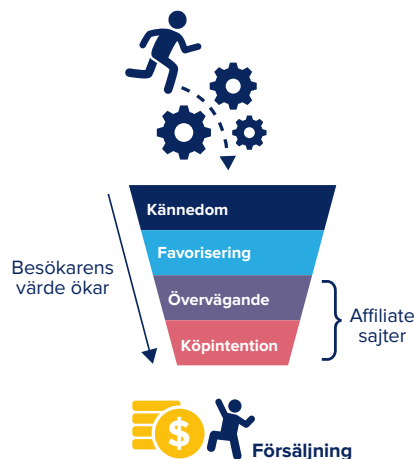 Kännedom
Favorisering
Övervägande
Köpintention
Besökarens
värde ökar
Affiliate
sajter
$
Försäljning